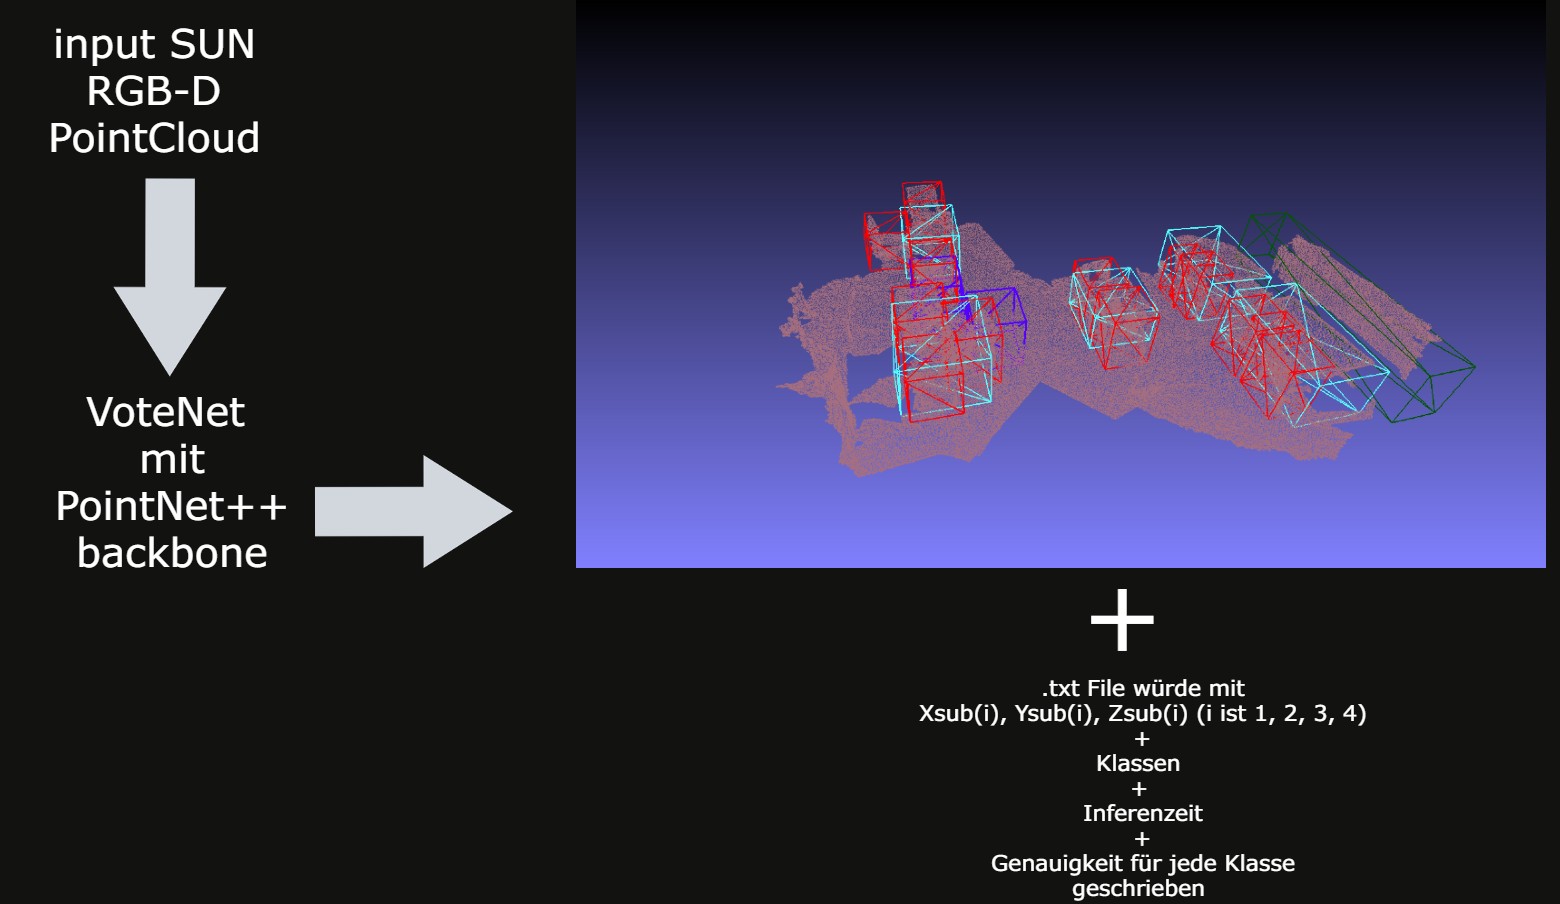 input SUN
RGB-D
PointCloud
VoteNet
mit
PointNet++
backbone
+
.txt File würde mit
Xsub(i), Ysub(i), Zsub(i) (i ist 1, 2, 3, 4)
+
Klassen
+
Inferenzeit
+
Genauigkeit für jede Klasse
geschrieben